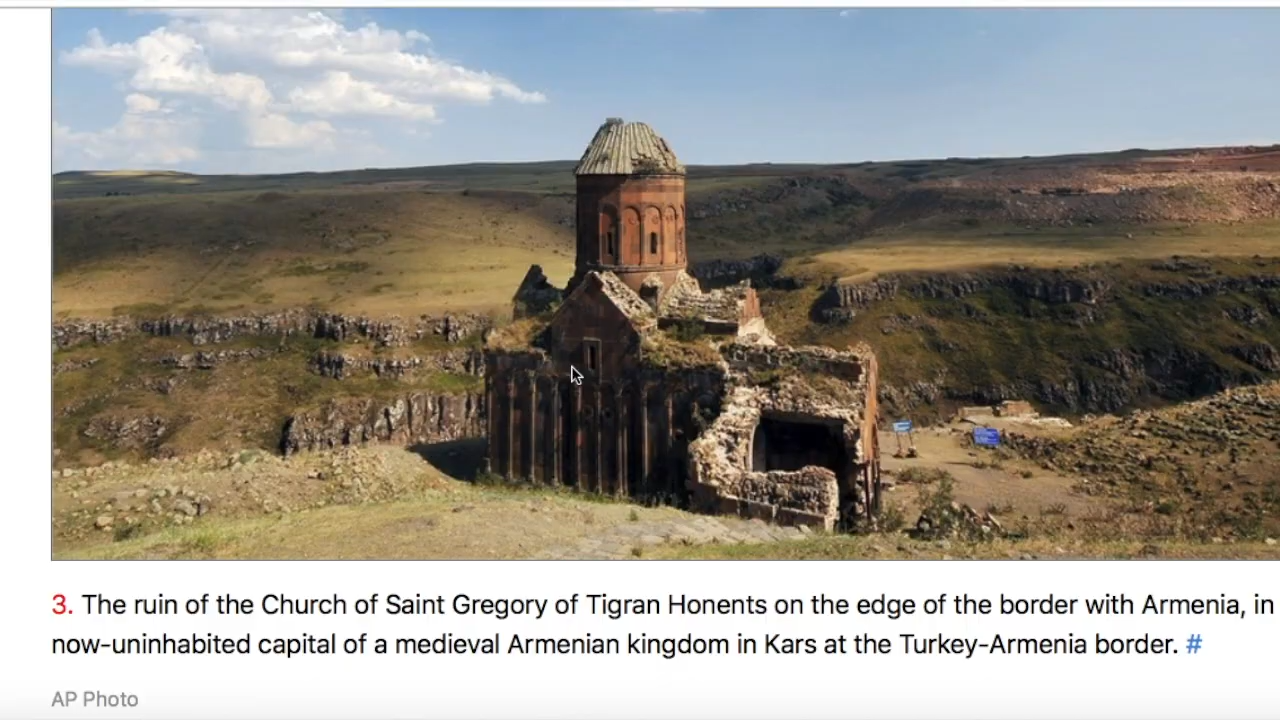 3. The ruin of the Church of Saint Gregory of Tigran Honents on the edge of the border with Armenia, in
now-uninhabited capital of a medieval Armenian kingdom in Kars at the Turkey-Armenia border. #
AP Photo